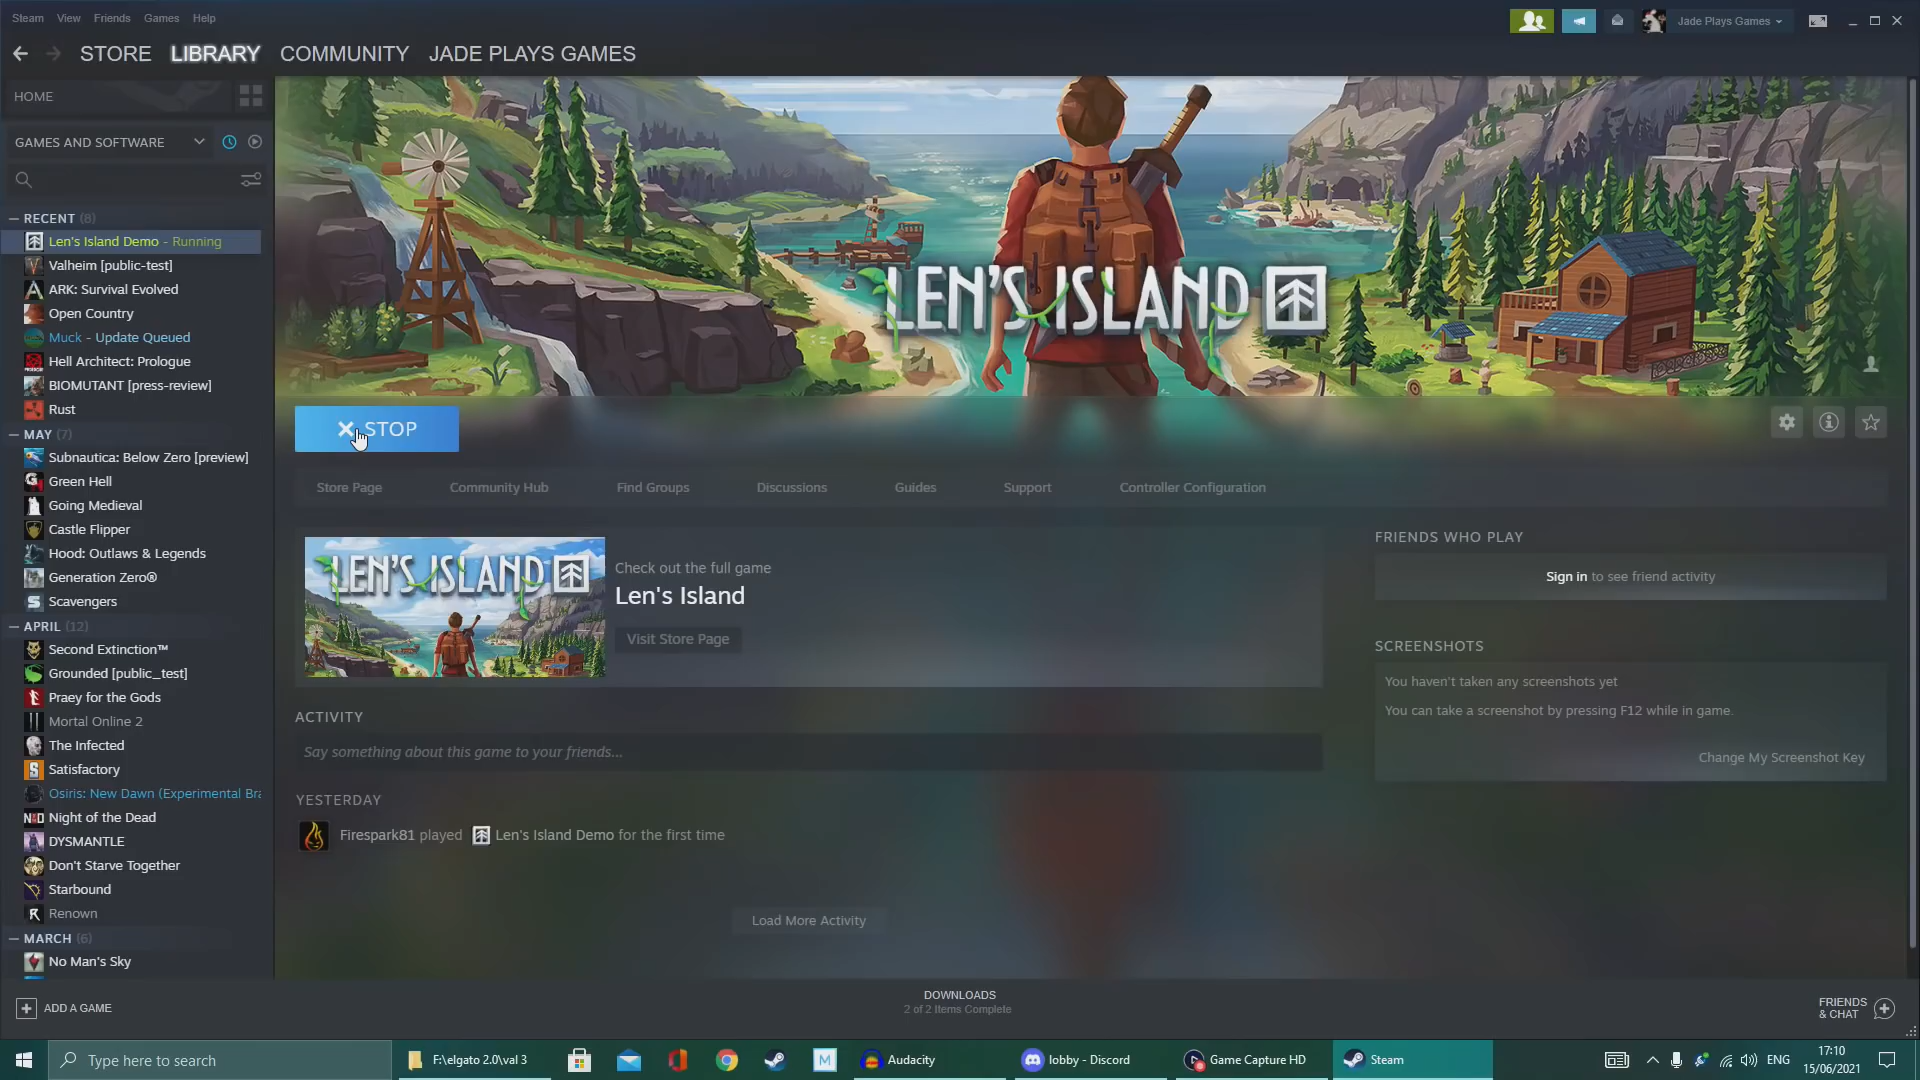 Steam View Friends Games Help
Jade Plays Games
STORE LIBRARY COMMUNITY JADE PLAYS GAMES
HOME
GAMES AND SOFTWARE
RECENT (8)
Len's Island Demo - Running
Valheim [public-test]
ARK: Survival Evolved
Open Country
Muck - Update Queued
Hell Architect: Prologue
BIOMUTANT [press-review]
Rust
MAY (7)
Subnautica: Below Zero [preview]
Green Hell
Going Medieval
Castle Flipper
Hood: Outlaws & Legends
Generation Zero®
Scavengers
APRIL (12)
Second Extinction™
Grounded [public_test]
Praey for the Gods
Mortal Online 2
The Infected
Satisfactory
Osiris: New Dawn (Experimental Bra
Night of the Dead
DYSMANTLE
Don't Starve Together
Starbound
Renown
MARCH (6)
No Man's Sky
ADD A GAME
LEN'S ISLAND
STOP
Store Page Community Hub Find Groups Discussions Guides Support Controller Configuration
LEN'S ISLAND
Check out the full game
Len's Island
Visit Store Page
ACTIVITY
Say something about this game to your friends...
YESTERDAY
Firespark81 played Len's Island Demo for the first time
Load More Activity
FRIENDS WHO PLAY
Sign in to see friend activity
SCREENSHOTS
You haven't taken any screenshots yet
You can take a screenshot by pressing F12 while in game.
Change My Screenshot Key
DOWNLOADS
2 of 2 Items Complete
FRIENDS
& CHAT
Type here to search
F:\elgato 2.0\val 3
M
Audacity
lobby - Discord
Game Capture HD
Steam
ENG
17:10
15/06/2021